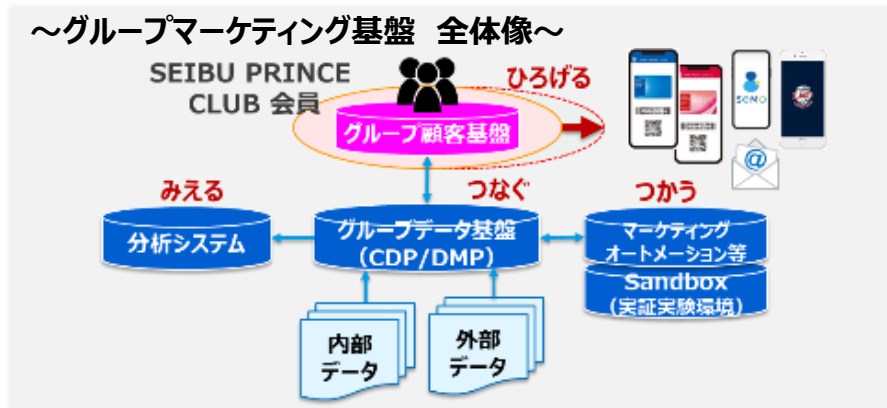 ～グループマーケティング基盤 全体像～
SEIBU PRINCE
CLUB 会員
ひろげる
グループ顧客基盤
SEMO
@
みえる
つなぐ
つかう
分析システム
グループデータ基盤
（CDP/DMP）
マーケティング
オートメーション等
Sandbox
（実証実験環境）
内部
データ
外部
データ